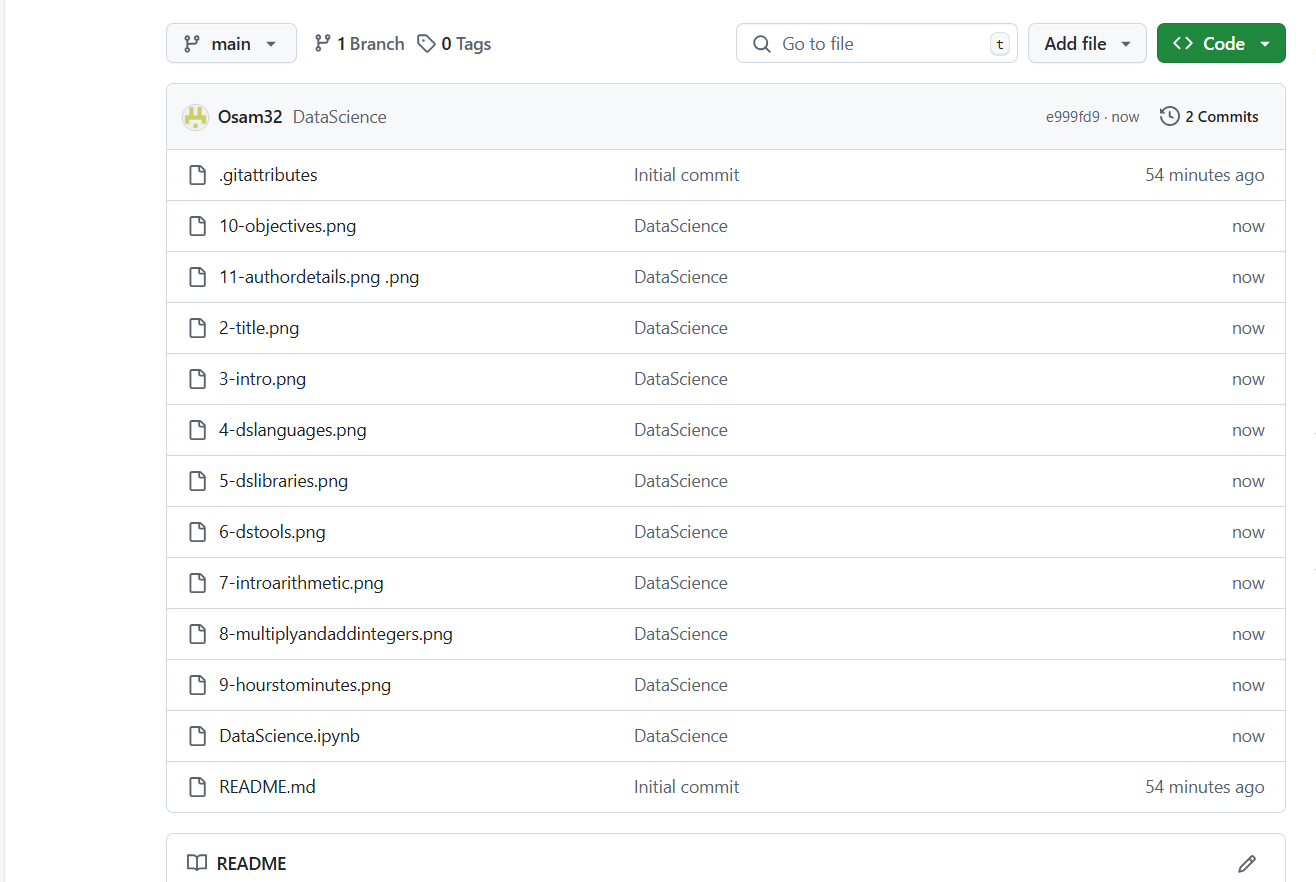 main 1 Branch 0 Tags Go to file t Add file Code
Osam32 DataScience e999fd9 · now 2 Commits
.gitattributes Initial commit 54 minutes ago
10-objectives.png DataScience now
11-authordetails.png .png DataScience now
2-title.png DataScience now
3-intro.png DataScience now
4-dslanguages.png DataScience now
5-dslibraries.png DataScience now
6-dstools.png DataScience now
7-introarithmetic.png DataScience now
8-multiplyandaddintegers.png DataScience now
9-hourstominutes.png DataScience now
DataScience.ipynb DataScience now
README.md Initial commit 54 minutes ago
README